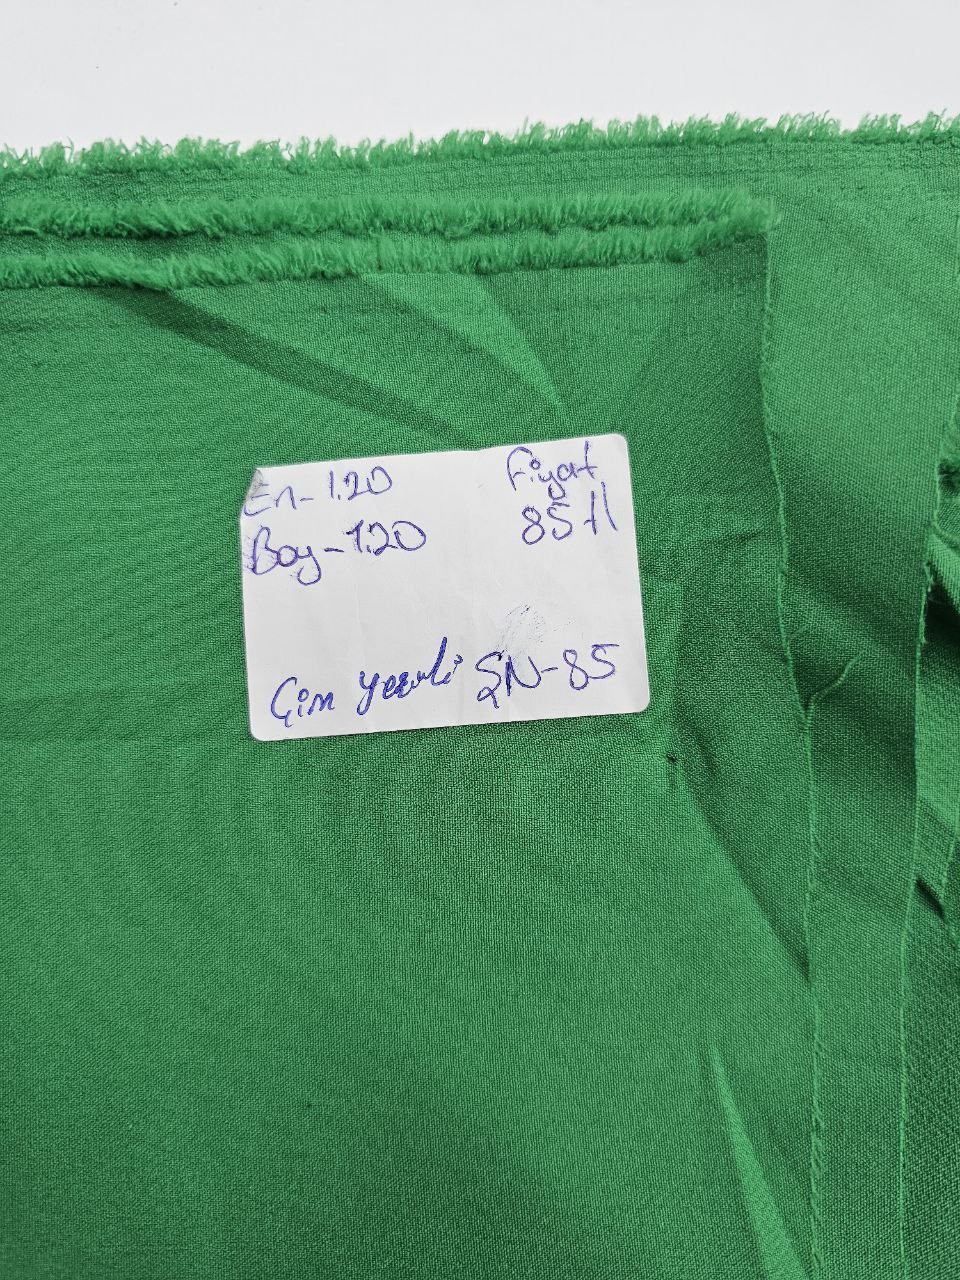 En-1.20 Fiyat
Boy-1.20 85 tl
Çim yeşili ŞN-85